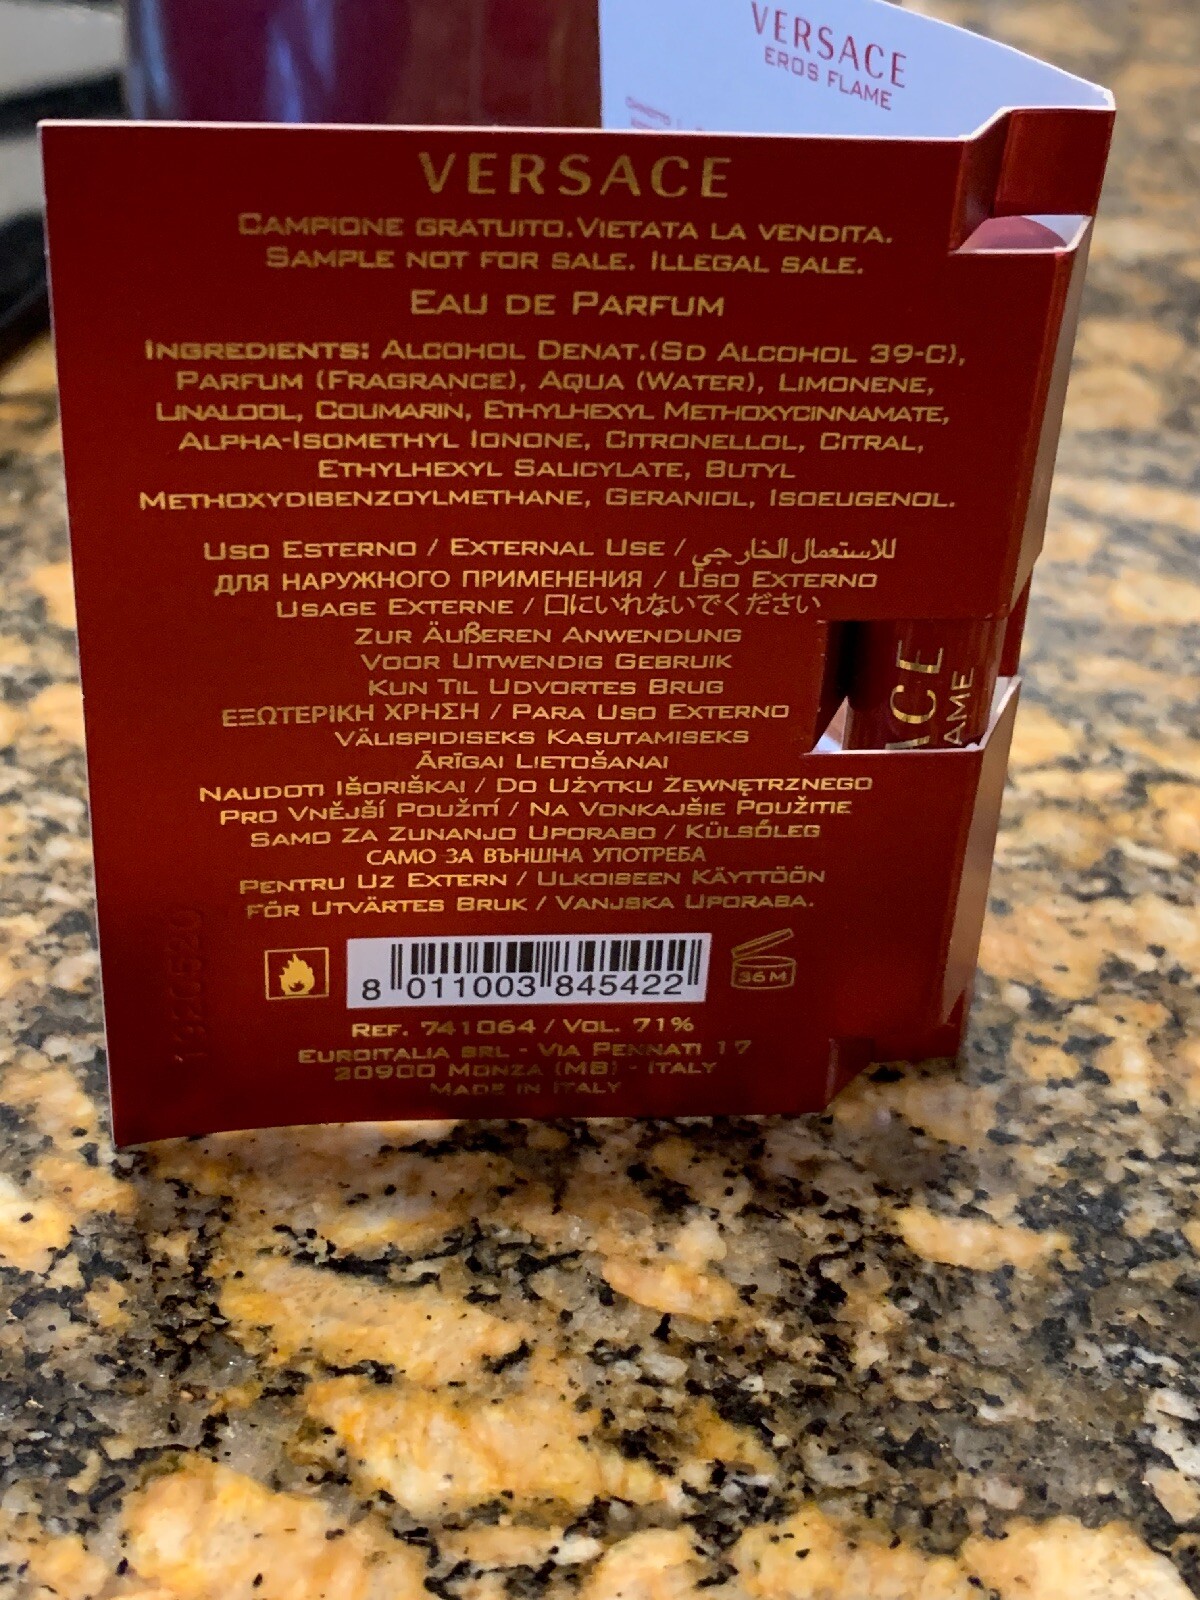 VERSACE
EROS FLAME
VERSACE
CAMPIONE GRATUITO. VIETATA LA VENDITA.
SAMPLE NOT FOR SALE. ILLEGAL SALE.
EAU DE PARFUM
INGREDIENTS: ALCOHOL DENAT.(SD ALCOHOL 39-C),
PARFUM (FRAGRANCE), AQUA (WATER), LIMONENE,
LINALOOL, COUMARIN, ETHYLHEXYL METHOXYCINNAMATE,
ALPHA-ISOMETHYL IONONE, CITRONELLOL, CITRAL,
ETHYLHEXYL SALICYLATE, BUTYL
METHOXYDIBENZOYLMETHANE, GERANIOL, ISOEUGENOL.
USO ESTERNO / EXTERNAL USE / للاستعمال الخارجي
ДЛЯ НАРУЖНОГО ПРИМЕНЕНИЯ / USO EXTERNO
USAGE EXTERNE / 口にいれないでください
ZUR ÄUßEREN ANWENDUNG
VOOR UITWENDIG GEBRUIK
KUN TIL UDVORTES BRUG
ΕΞΩΤΕΡΙΚΗ ΧΡΗΣΗ / PARA USO EXTERNO
VÄLISPIDISEKS KASUTAMISEKS
ĀRĪGAI LIETOŠANAI
NAUDOTI IŠORIŠKAI / DO UŻYTKU ZEWNĘTRZNEGO
PRO VNĚJŠÍ POUŽITÍ / NA VONKAJŠIE POUŽITIE
SAMO ZA ZUNANJO UPORABO / KÜLSŐLEG
САМО ЗА ВЪНШНА УПОТРЕБА
PENTRU UZ EXTERN / ULKOISEEN KÄYTTÖÖN
FÖR UTVÄRTES BRUK / VANJSKA UPORABA.
8 011003 845422
36 M
REF. 741064 / VOL. 71%
EUROITALIA SRL - VIA PENNATI 17
20900 MONZA (MB) - ITALY
MADE IN ITALY
ACE
AME